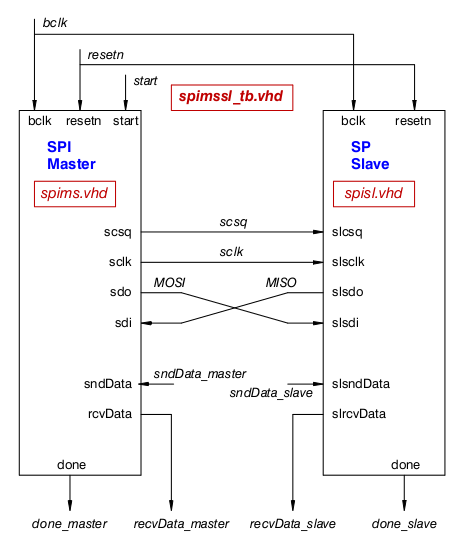 bclk
resetn
start
spimssl_tb.vhd
bclk resetn start
bclk resetn
SPI
Master
SP
Slave
spims.vhd
spisl.vhd
scsq scsq slcsq
sclk sclk slsclk
sdo MOSI MISO slsdo
sdi slsdi
sndData sndData_master slsndData
sndData_slave
rcvData slrcvData
done done
done_master recvData_master recvData_slave done_slave